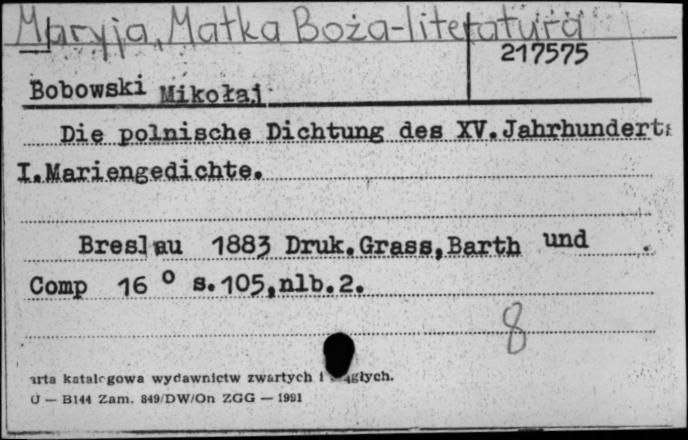 Maryja, Matka Boża-literatura
217575
Bobowski Mikołaj
Die polnische Dichtung des XV.Jahrhundert:
I.Mariengedichte.
Breslau 1883 Druk.Grass,Barth und
Comp 16 ° s.105,nlb.2.
8
arta katalogowa wydawnictw zwartych i
U — B144 Zam. 849/DW/On ZGG — 1991